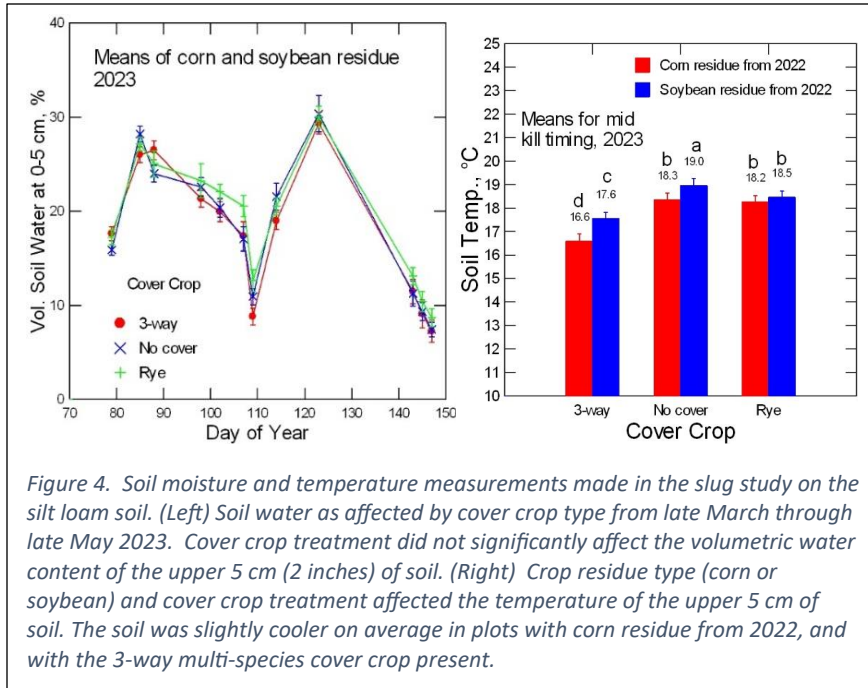 40
30
20
10
0
Vol. Soil Water at 0-5 cm, %
Means of corn and soybean residue
2023
Cover Crop
3-way
No cover
Rye
70 80 90 100 110 120 130 140 150
Day of Year
25
24
23
22
21
20
19
18
17
16
15
14
13
12
11
10
Soil Temp., °C
Corn residue from 2022
Soybean residue from 2022
Means for mid
kill timing, 2023
d c b a b b
16.6 17.6 18.3 19.0 18.2 18.5
3-way No cover Rye
Cover Crop
Figure 4. Soil moisture and temperature measurements made in the slug study on the
silt loam soil. (Left) Soil water as affected by cover crop type from late March through
late May 2023. Cover crop treatment did not significantly affect the volumetric water
content of the upper 5 cm (2 inches) of soil. (Right) Crop residue type (corn or
soybean) and cover crop treatment affected the temperature of the upper 5 cm of
soil. The soil was slightly cooler on average in plots with corn residue from 2022, and
with the 3-way multi-species cover crop present.